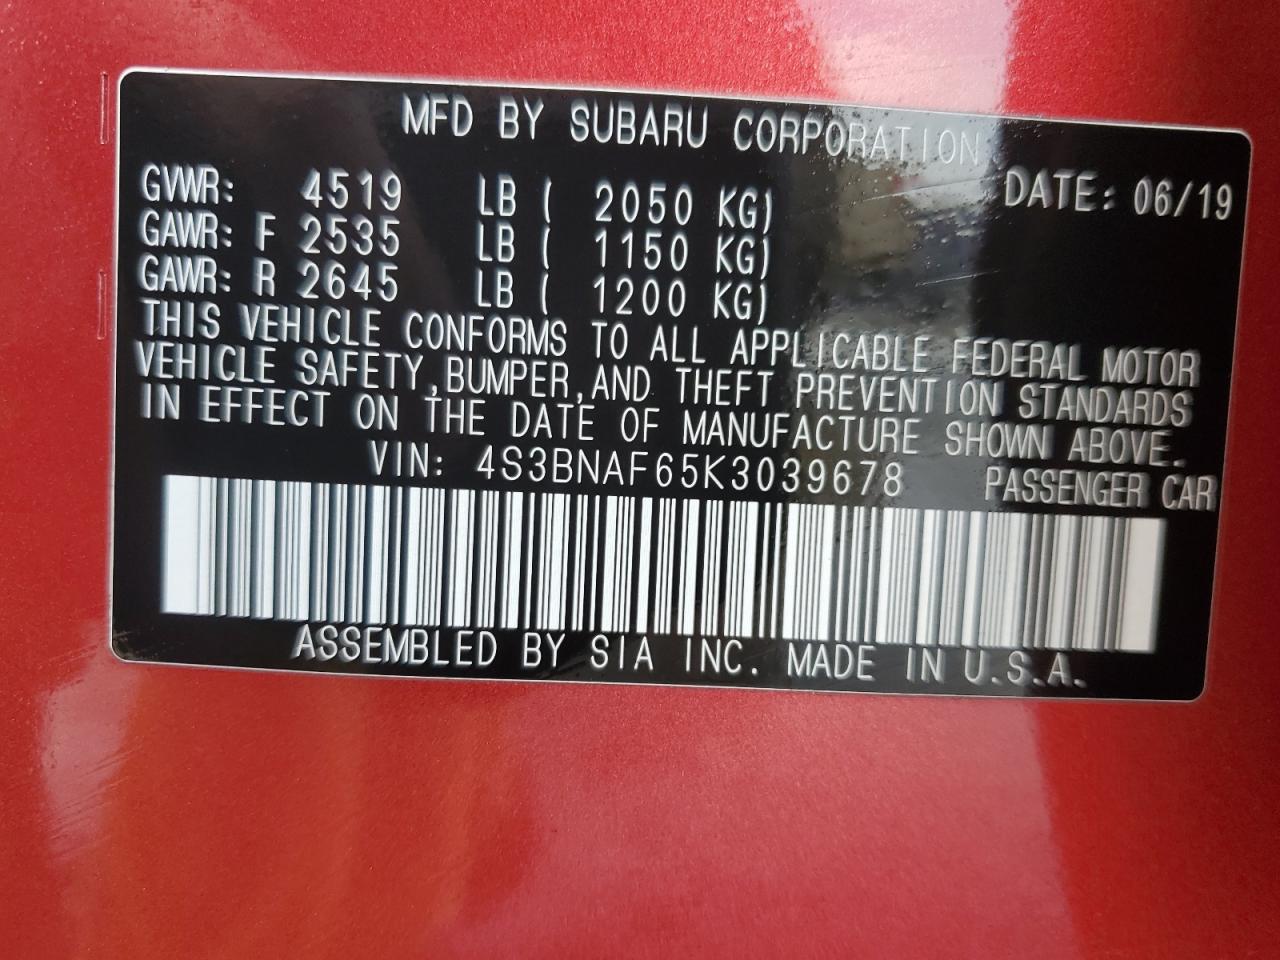 MFD BY SUBARU CORPORATION
GVWR: 4519 LB ( 2050 KG) DATE: 06/19
GAWR: F 2535 LB ( 1150 KG)
GAWR: R 2645 LB ( 1200 KG)
THIS VEHICLE CONFORMS TO ALL APPLICABLE FEDERAL MOTOR
VEHICLE SAFETY,BUMPER,AND THEFT PREVENTION STANDARDS
IN EFFECT ON THE DATE OF MANUFACTURE SHOWN ABOVE.
VIN: 4S3BNAF65K3039678 PASSENGER CAR
ASSEMBLED BY SIA INC. MADE IN U.S.A.